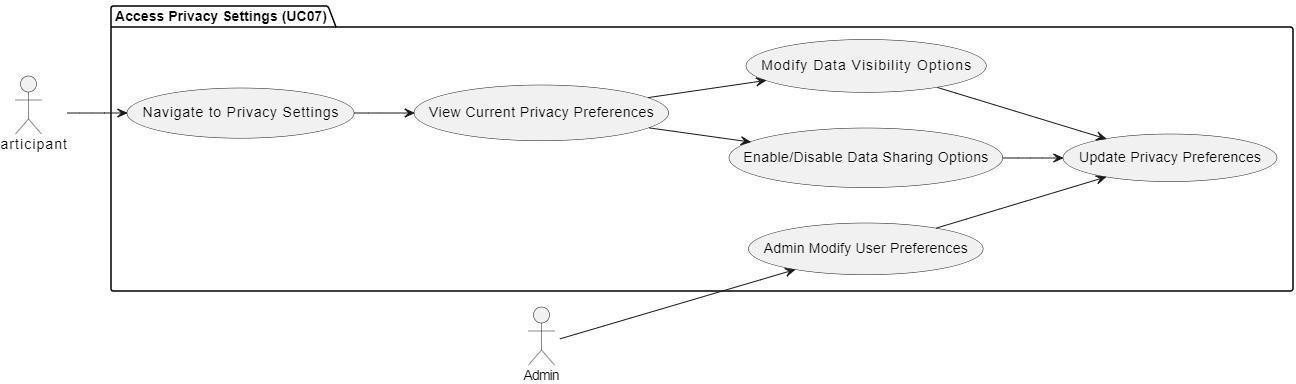 Access Privacy Settings (UC07)
Modify Data Visibility Options
Navigate to Privacy Settings
View Current Privacy Preferences
articipant
Enable/Disable Data Sharing Options
Update Privacy Preferences
Admin Modify User Preferences
Admin